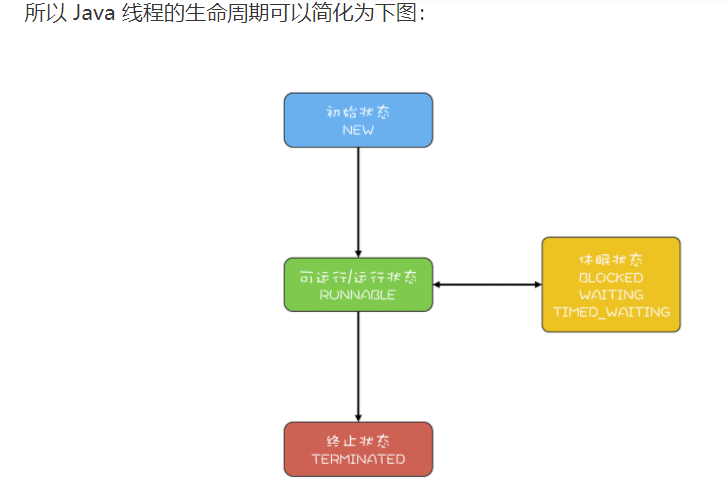 所以 Java 线程的生命周期可以简化为下图：
初始状态
NEW
可运行/运行状态
RUNNABLE
休眠状态
BLOCKED
WAITING
TIMED_WAITING
终止状态
TERMINATED